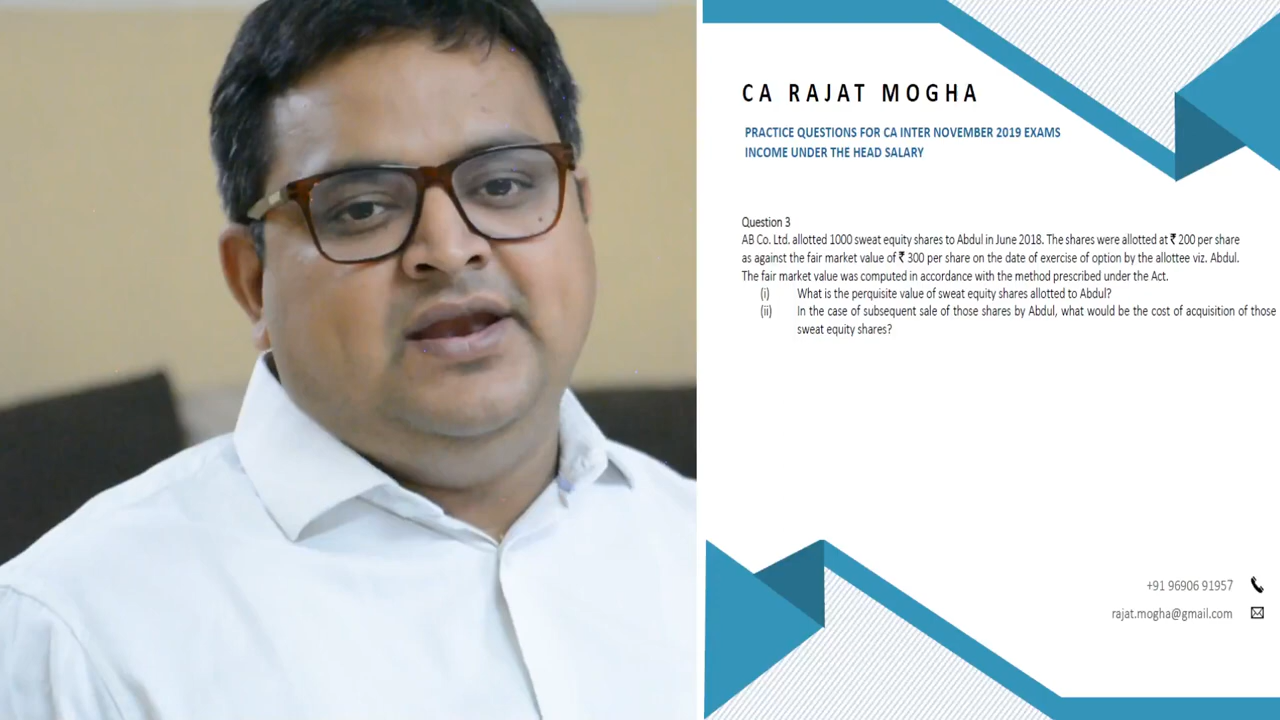 CA RAJAT MOGHA
PRACTICE QUESTIONS FOR CA INTER NOVEMBER 2019 EXAMS
INCOME UNDER THE HEAD SALARY
Question 3
AB Co. Ltd. allotted 1000 sweat equity shares to Abdul in June 2018. The shares were allotted at ₹ 200 per share
as against the fair market value of ₹ 300 per share on the date of exercise of option by the allottee viz. Abdul.
The fair market value was computed in accordance with the method prescribed under the Act.
(i) What is the perquisite value of sweat equity shares allotted to Abdul?
(ii) In the case of subsequent sale of those shares by Abdul, what would be the cost of acquisition of those
sweat equity shares?
+91 96906 91957
rajat.mogha@gmail.com